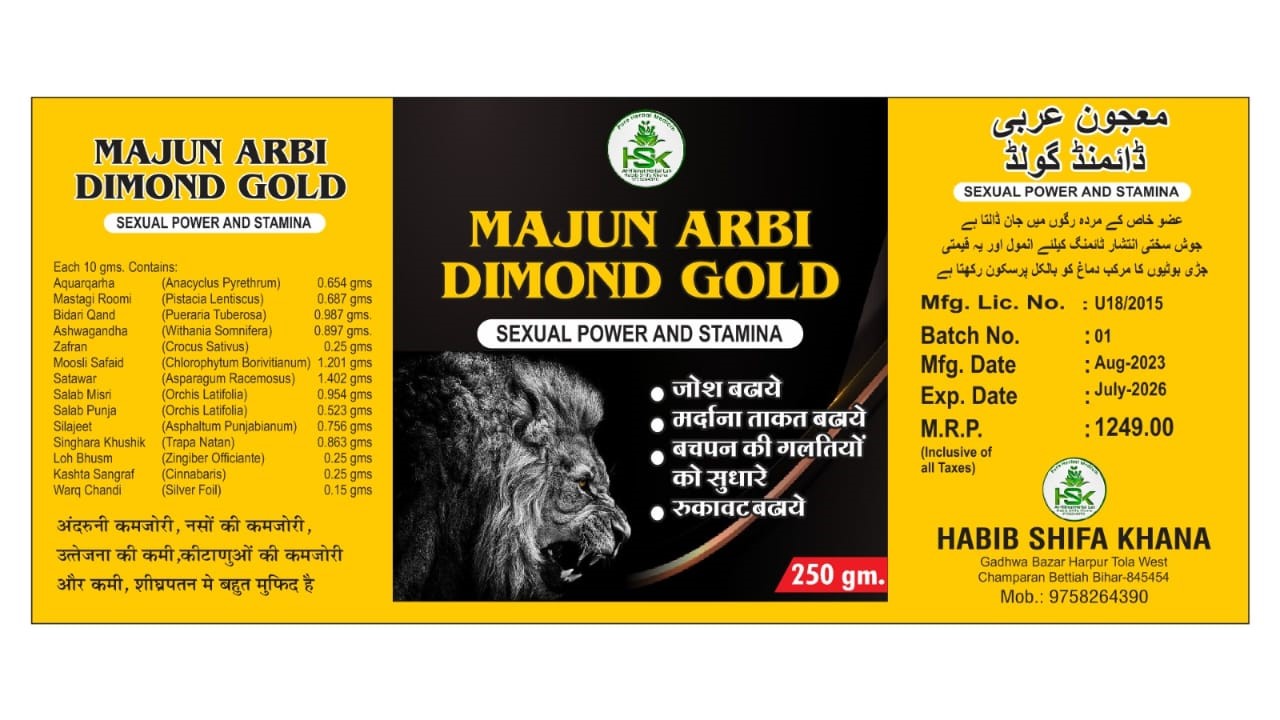 MAJUN ARBI
DIMOND GOLD
SEXUAL POWER AND STAMINA
Each 10 gms. Contains:
Aquarqarha (Anacyclus Pyrethrum) 0.654 gms
Mastagi Roomi (Pistacia Lentiscus) 0.687 gms
Bidari Qand (Pueraria Tuberosa) 0.987 gms.
Ashwagandha (Withania Somnifera) 0.897 gms.
Zafran (Crocus Sativus) 0.25 gms
Moosli Safaid (Chlorophytum Borivitianum) 1.201 gms
Satawar (Asparagum Racemosus) 1.402 gms
Salab Misri (Orchis Latifolia) 0.954 gms
Salab Punja (Orchis Latifolia) 0.523 gms
Silajeet (Asphaltum Punjabianum) 0.756 gms
Singhara Khushik (Trapa Natan) 0.863 gms
Loh Bhusm (Zingiber Officiante) 0.25 gms
Kashta Sangraf (Cinnabaris) 0.25 gms
Warq Chandi (Silver Foil) 0.15 gms
अंदरुनी कमजोरी, नसों की कमजोरी,
उत्तेजना की कमी,कीटाणुओं की कमजोरी
और कमी, शीघ्रपतन मे बहुत मुफिद है
Pure Herbal Medicin
HSK
Habib Shifa Khana
MAJUN ARBI
DIMOND GOLD
SEXUAL POWER AND STAMINA
• जोश बढाये
• मर्दाना ताकत बढाये
• बचपन की गलतियों
को सुधारे
• रुकावट बढाये
250 gm.
معجون عربی
ڈائمنڈ گولڈ
SEXUAL POWER AND STAMINA
عضو خاص کے مردہ رگوں میں جان ڈالتا ہے
جوش سختی انتشار ٹائمنگ کیلئے انمول اور یہ قیمتی
جڑی بوٹیوں کا مرکب دماغ کو بالکل پرسکون رکھتا ہے
Mfg. Lic. No. : U18/2015
Batch No. : 01
Mfg. Date : Aug-2023
Exp. Date : July-2026
M.R.P. : 1249.00
(Inclusive of
all Taxes)
Pure Herbal Medicin
HSK
HABIB SHIFA KHANA
Gadhwa Bazar Harpur Tola West
Champaran Bettiah Bihar-845454
Mob.: 9758264390